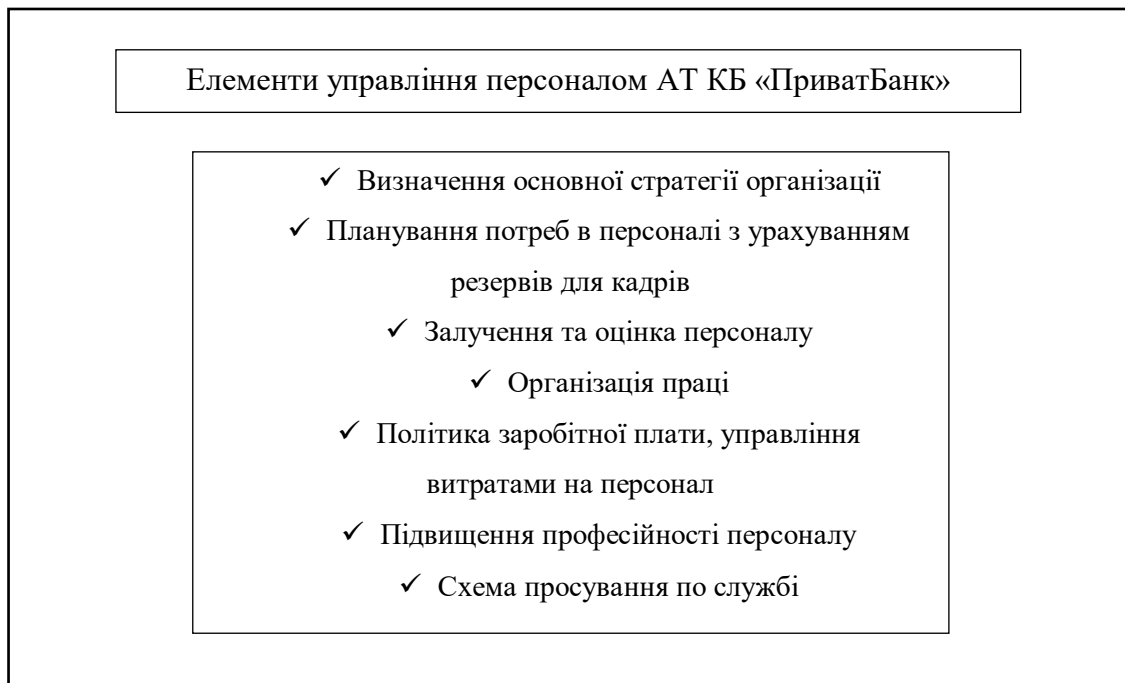 Елементи управління персоналом АТ КБ «ПриватБанк»
✓ Визначення основної стратегії організації
✓ Планування потреб в персоналі з урахуванням
резервів для кадрів
✓ Залучення та оцінка персоналу
✓ Організація праці
✓ Політика заробітної плати, управління
витратами на персонал
✓ Підвищення професійності персоналу
✓ Схема просування по службі